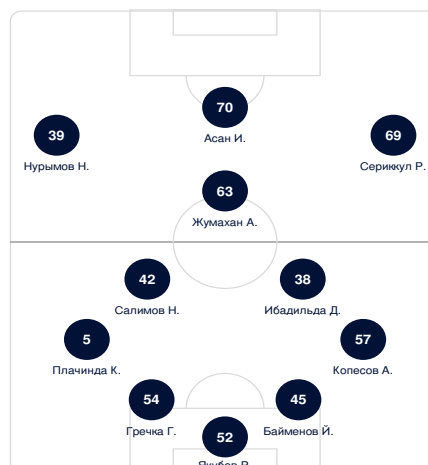 70
Асан И.
39
Нурымов Н.
69
Сериккул Р.
63
Жумахан А.
42
Салимов Н.
38
Ибадильда Д.
5
Плачинда К.
57
Копесов А.
54
Гречка Г.
45
Байменов Й.
52